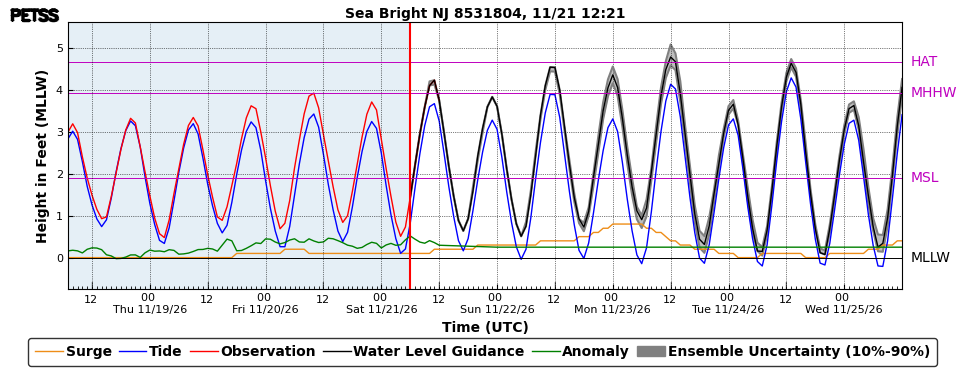 PETSS
Sea Bright NJ 8531804, 11/21 12:21
Height in Feet (MLLW)
5
4
3
2
1
0
HAT
MHHW
MSL
MLLW
12 00 12 00 12 00 12 00 12 00 12 00 12 00
Thu 11/19/26 Fri 11/20/26 Sat 11/21/26 Sun 11/22/26 Mon 11/23/26 Tue 11/24/26 Wed 11/25/26
Time (UTC)
Surge Tide Observation Water Level Guidance Anomaly Ensemble Uncertainty (10%-90%)